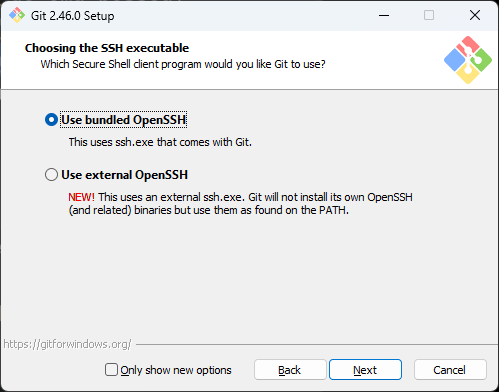 Git 2.46.0 Setup
Choosing the SSH executable
Which Secure Shell client program would you like Git to use?
Use bundled OpenSSH
This uses ssh.exe that comes with Git.
Use external OpenSSH
NEW! This uses an external ssh.exe. Git will not install its own OpenSSH
(and related) binaries but use them as found on the PATH.
https://gitforwindows.org/
Only show new options
Back
Next
Cancel